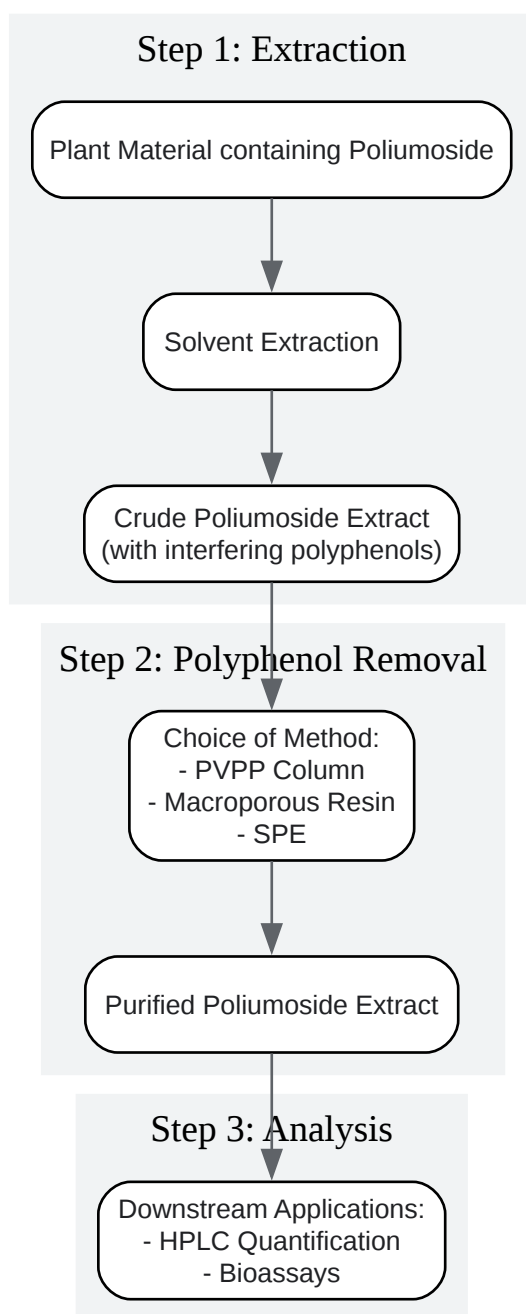 Step 1: Extraction
Plant Material containing Poliumoside
Solvent Extraction
Crude Poliumoside Extract
(with interfering polyphenols)
Step 2: Polyphenol Removal
Choice of Method:
- PVPP Column
- Macroporous Resin
- SPE
Purified Poliumoside Extract
Step 3: Analysis
Downstream Applications:
- HPLC Quantification
- Bioassays